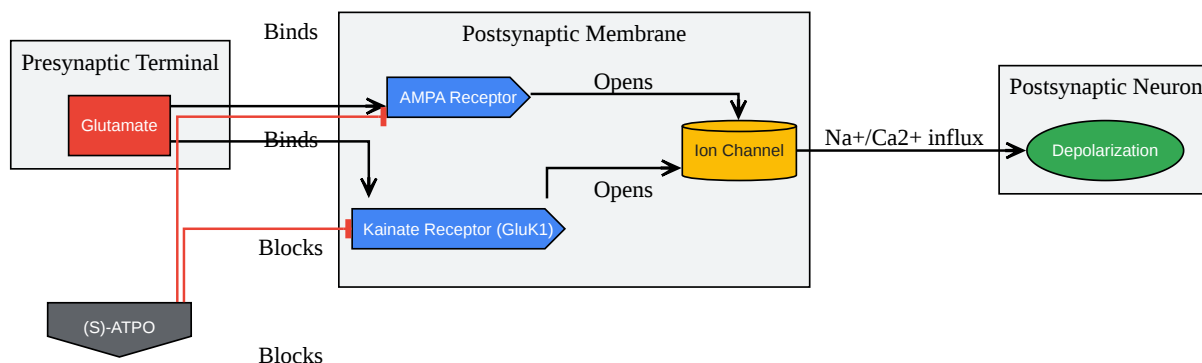 Binds
Postsynaptic Membrane
Presynaptic Terminal
Postsynaptic Neuron
Opens
AMPA Receptor
Glutamate
Binds
Na+/Ca2+ influx
Ion Channel
Depolarization
Opens
Kainate Receptor (GluK1)
Blocks
(S)-ATPO
Blocks